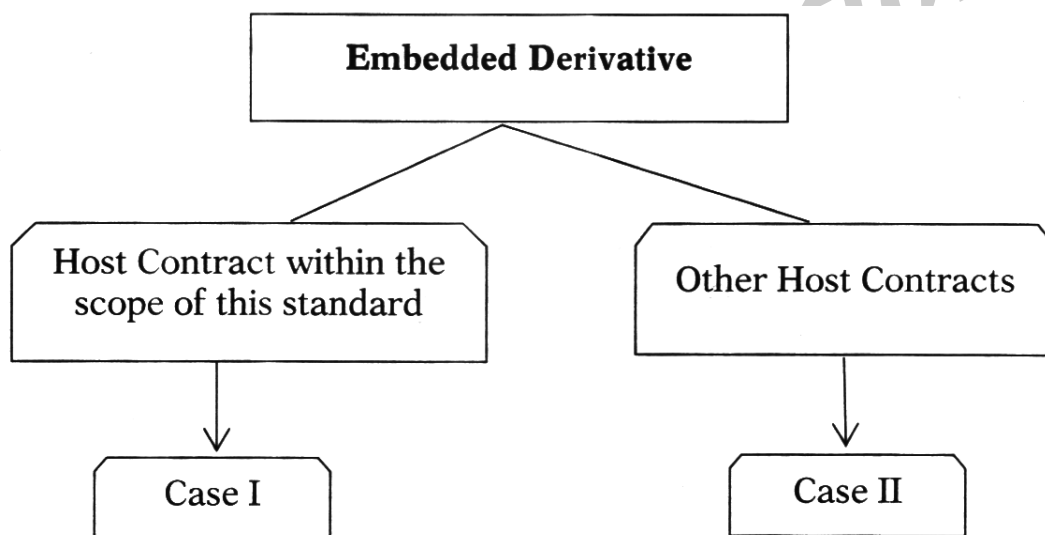 Embedded Derivative
Host Contract within the
scope of this standard
Other Host Contracts
Case I
Case II